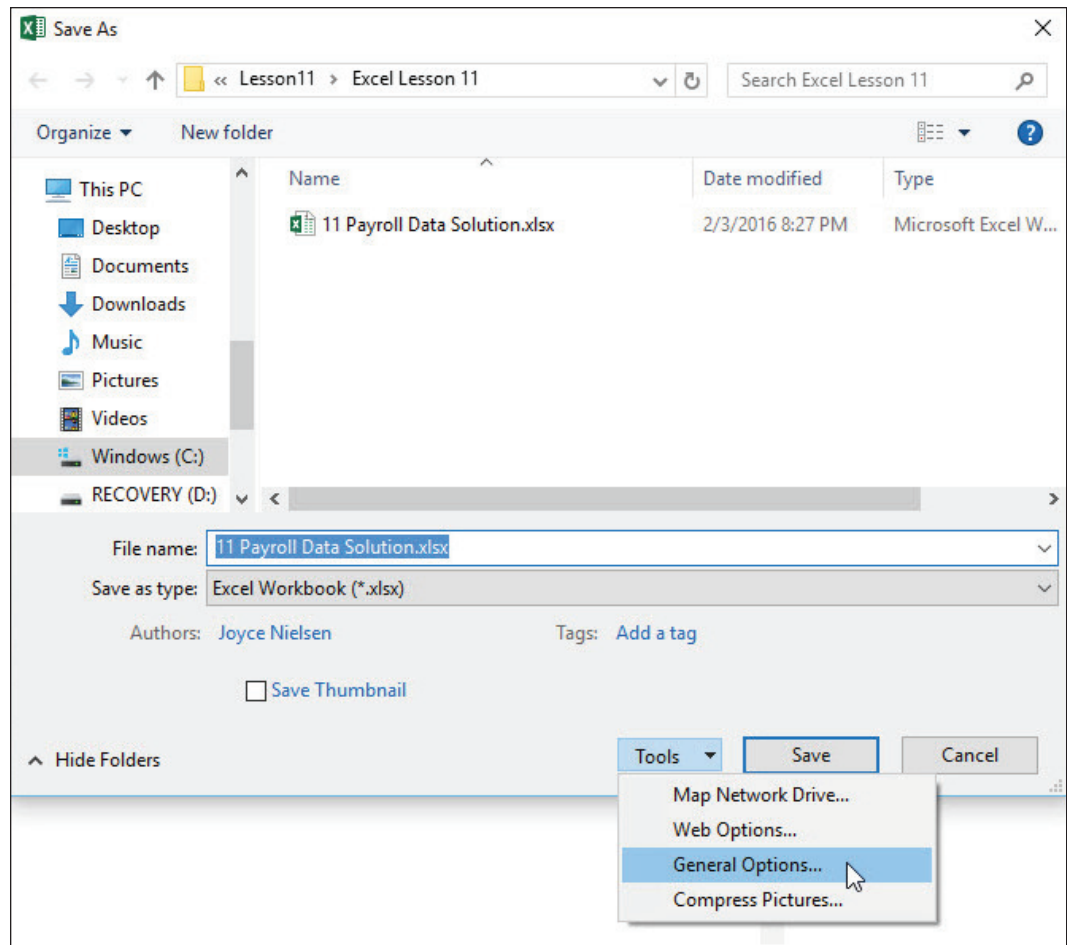 Save As
« Lesson11 > Excel Lesson 11
Search Excel Lesson 11
Organize
New folder
?
This PC
Desktop
Documents
Downloads
Music
Pictures
Videos
Windows (C:)
RECOVERY (D:)
Name
Date modified
Type
11 Payroll Data Solution.xlsx
2/3/2016 8:27 PM
Microsoft Excel W...
File name: 11 Payroll Data Solution.xlsx
Save as type: Excel Workbook (*.xlsx)
Authors: Joyce Nielsen
Tags: Add a tag
Save Thumbnail
Hide Folders
Tools
Save
Cancel
Map Network Drive...
Web Options...
General Options...
Compress Pictures...